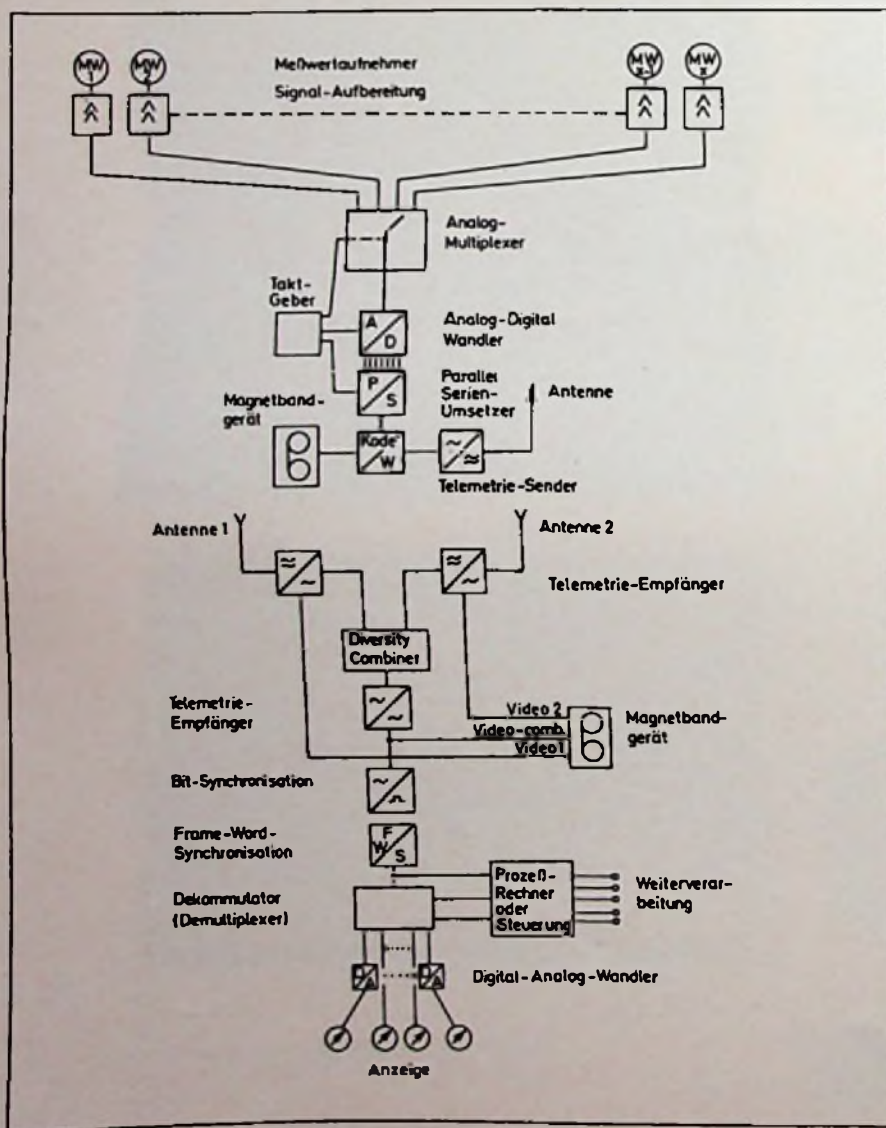 MW 1
MW 2
Meßwertaufnehmer
MW x-1
MW x
Signal-Aufbereitung
Analog-
Multiplexer
Takt-
Geber
A
D
Analog-Digital
Wandler
P
S
Parallel
Serien-
Umsetzer
Antenne
Magnetband-
gerät
Kode
W
Telemetrie-Sender
Antenne 1
Antenne 2
Telemetrie-Empfänger
Diversity
Combiner
Telemetrie-
Empfänger
Video 2
Video-comb.
Video 1
Magnetband-
gerät
Bit-Synchronisation
Frame-Word-
Synchronisation
F
W
S
Dekommulator
(Demultiplexer)
Prozeß-
Rechner
oder
Steuerung
Weiterverar-
beitung
D
A
D
A
Digital-Analog-Wandler
Anzeige